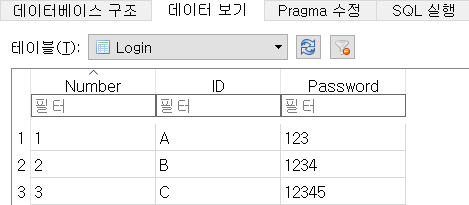 데이터베이스 구조 데이터 보기 Pragma 수정 SQL 실행
테이블(T): Login
Number ID Password
필터 필터 필터
1 1 A 123
2 2 B 1234
3 3 C 12345